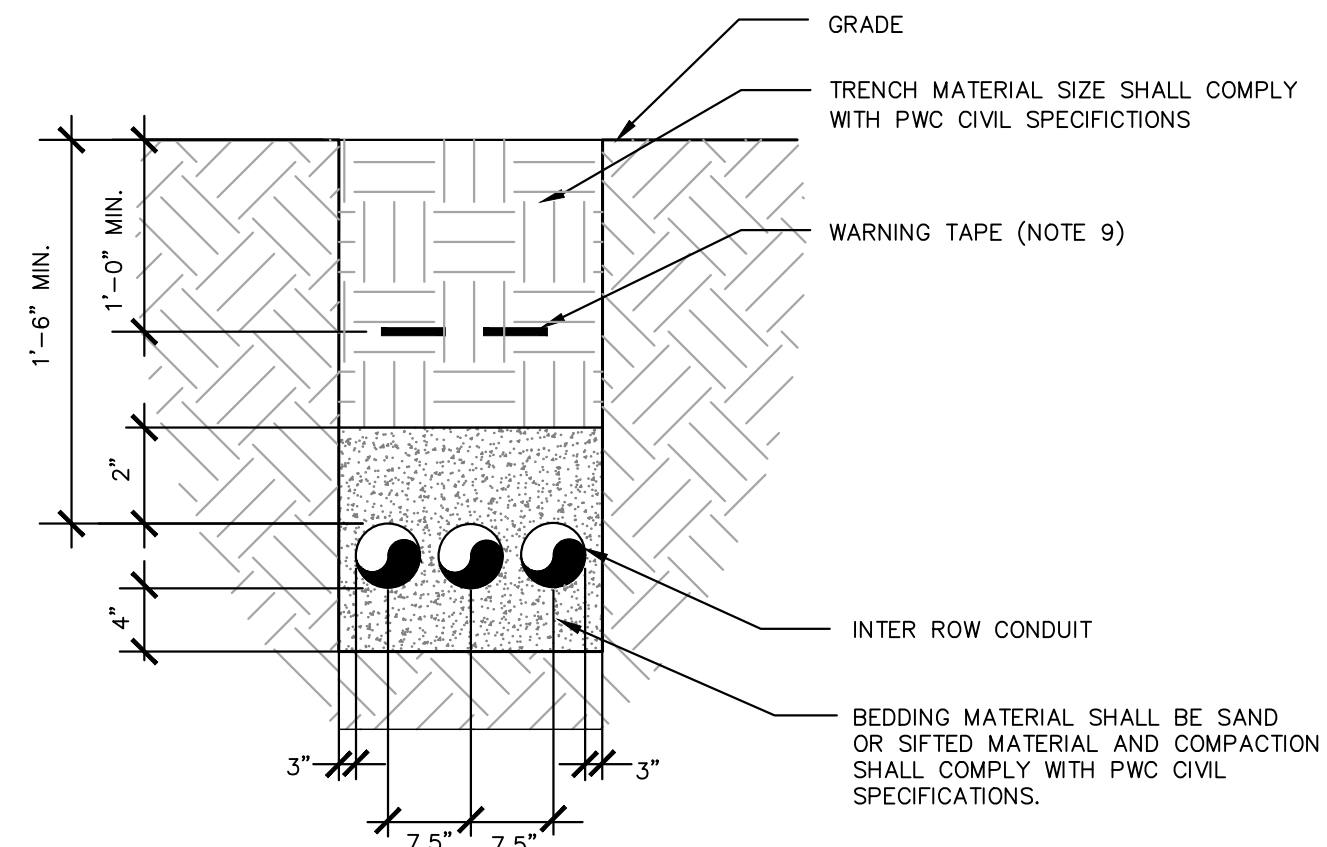 GRADE
TRENCH MATERIAL SIZE SHALL COMPLY
WITH PWC CIVIL SPECIFICTIONS
WARNING TAPE (NOTE 9)
1'-0" MIN.
1'-6" MIN.
2"
4"
INTER ROW CONDUIT
BEDDING MATERIAL SHALL BE SAND
OR SIFTED MATERIAL AND COMPACTION
SHALL COMPLY WITH PWC CIVIL
SPECIFICATIONS.
3"
3"
7.5"
7.5"